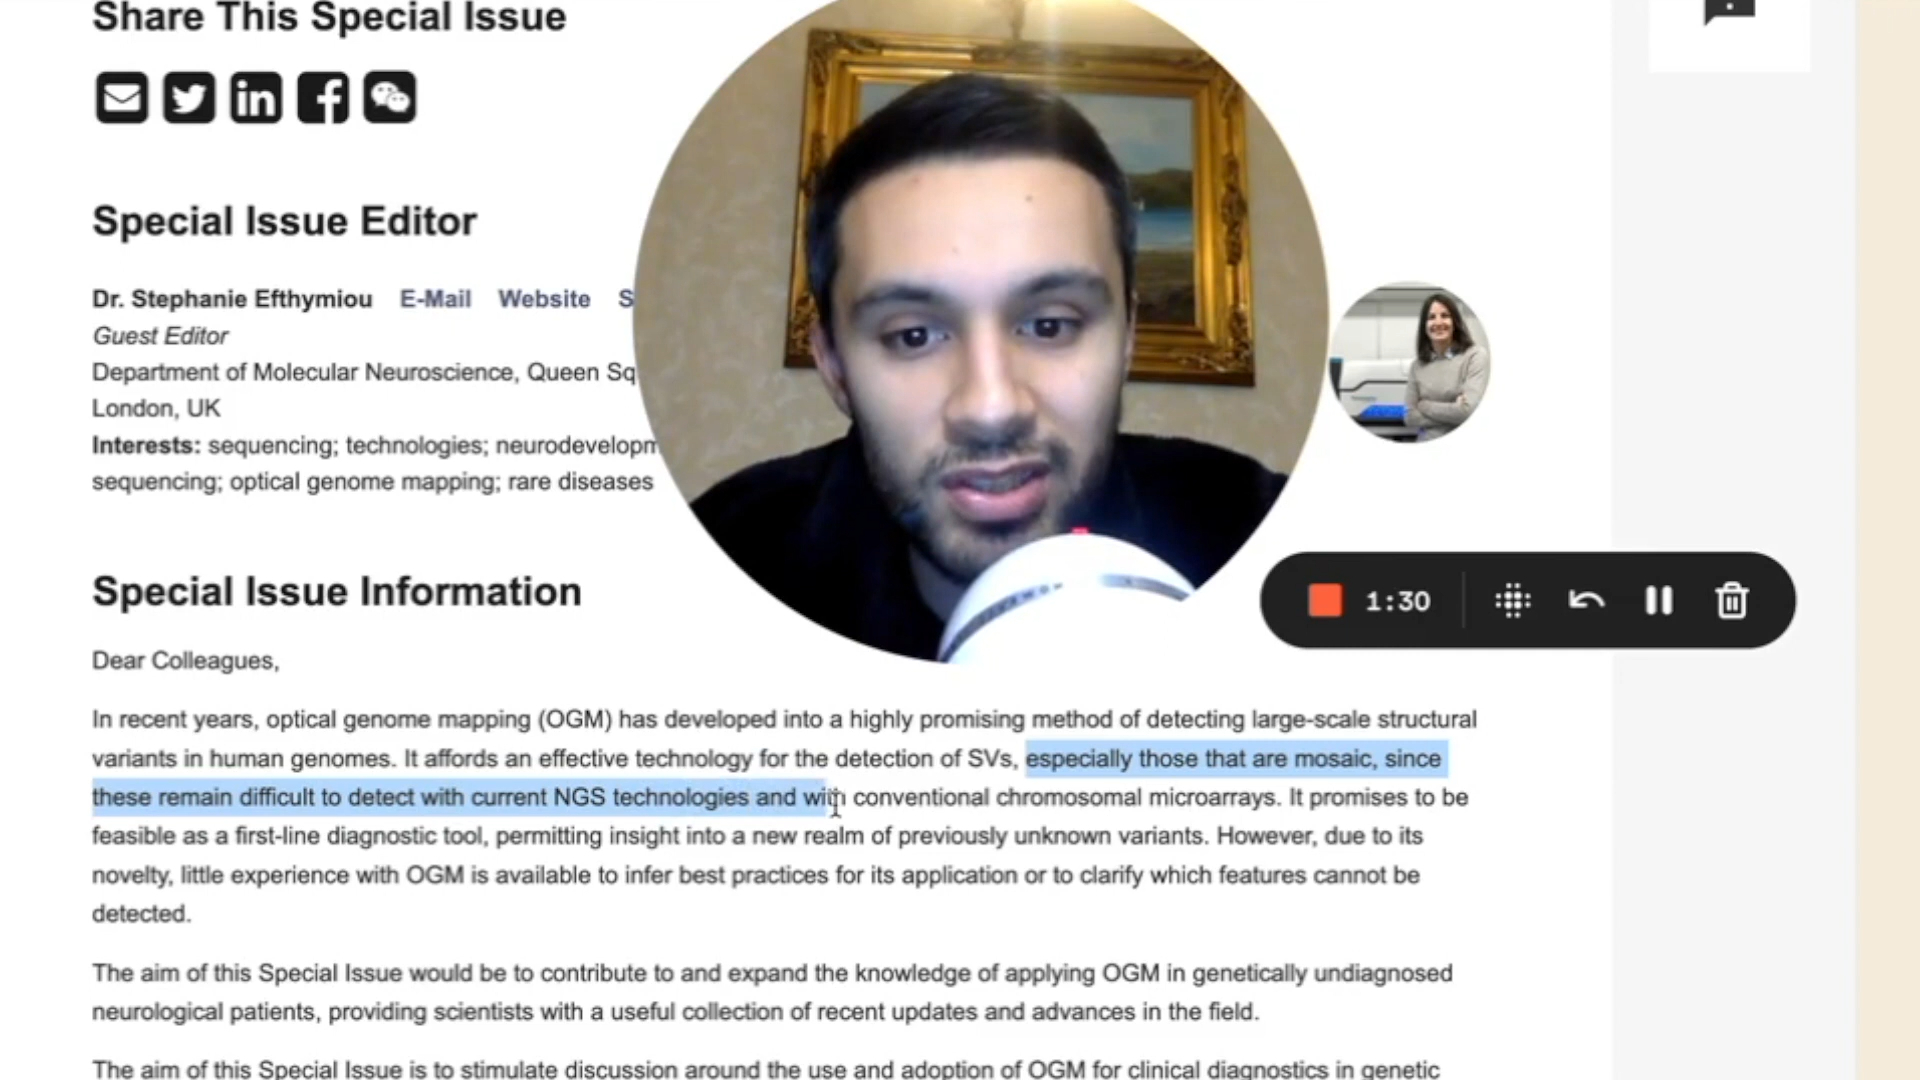 Share This Special Issue
Special Issue Editor
Dr. Stephanie Efthymiou E-Mail Website S
Guest Editor
Department of Molecular Neuroscience, Queen Sq
London, UK
Interests: sequencing; technologies; neurodevelopm
sequencing; optical genome mapping; rare diseases
1:30
Special Issue Information
Dear Colleagues,
In recent years, optical genome mapping (OGM) has developed into a highly promising method of detecting large-scale structural
variants in human genomes. It affords an effective technology for the detection of SVs, especially those that are mosaic, since
these remain difficult to detect with current NGS technologies and with conventional chromosomal microarrays. It promises to be
feasible as a first-line diagnostic tool, permitting insight into a new realm of previously unknown variants. However, due to its
novelty, little experience with OGM is available to infer best practices for its application or to clarify which features cannot be
detected.
The aim of this Special Issue would be to contribute to and expand the knowledge of applying OGM in genetically undiagnosed
neurological patients, providing scientists with a useful collection of recent updates and advances in the field.
The aim of this Special Issue is to stimulate discussion around the use and adoption of OGM for clinical diagnostics in genetic